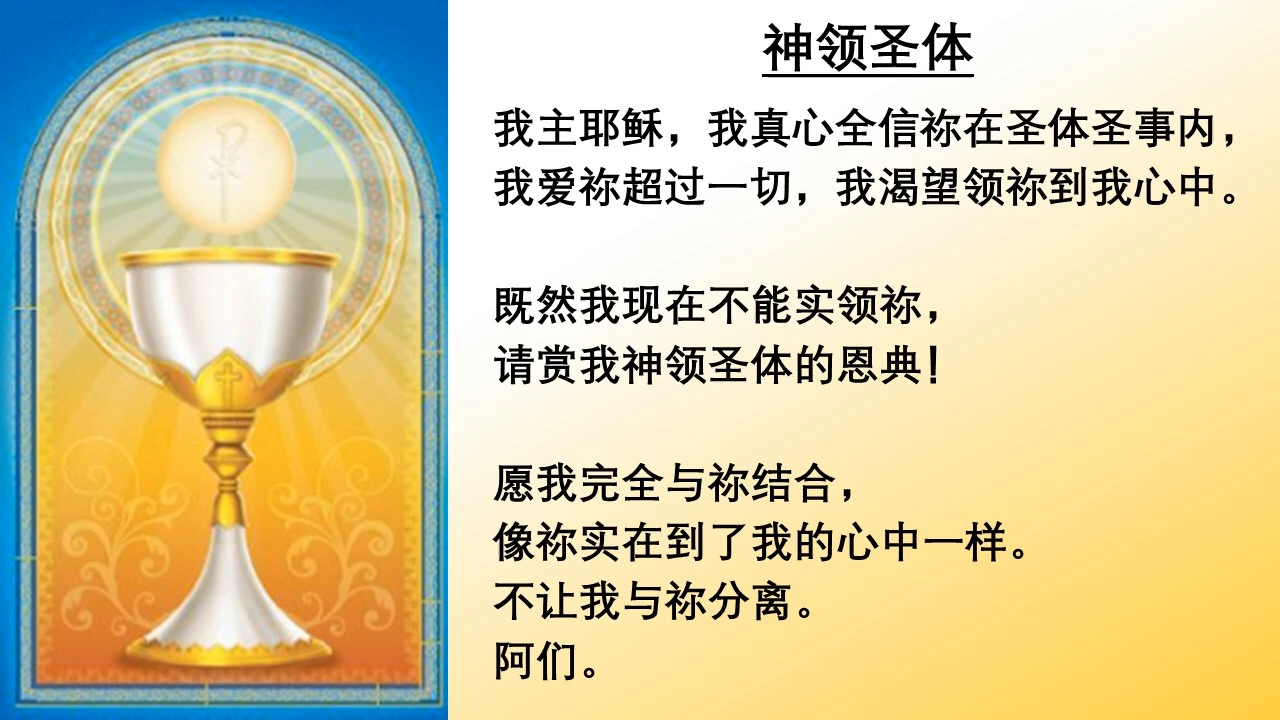 神领圣体
我主耶稣，我真心全信祢在圣体圣事内，
我爱祢超过一切，我渴望领祢到我心中。
既然我现在不能实领祢，
请赏我神领圣体的恩典！
愿我完全与祢结合，
像祢实在到了我的心中一样。
不让我与祢分离。
阿们。